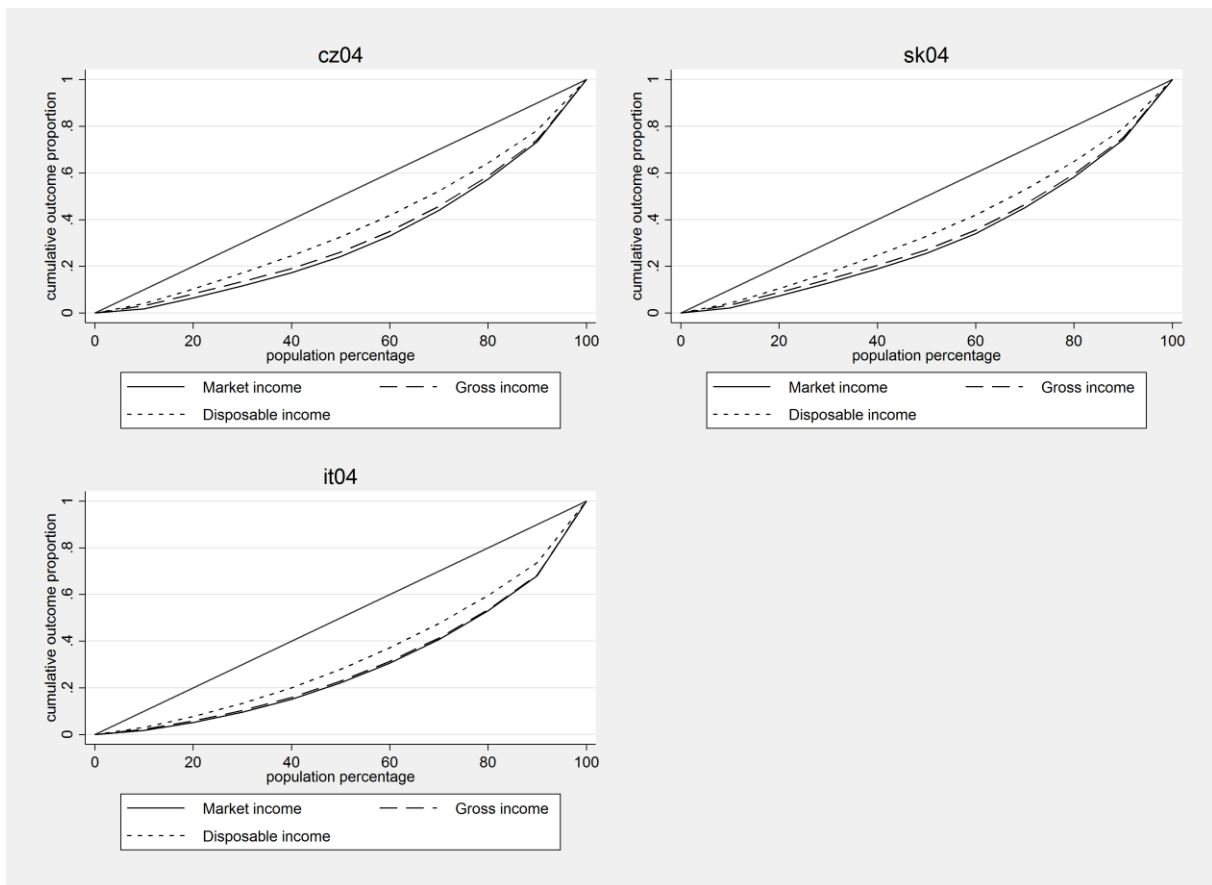 cz04
cumulative outcome proportion
0 .2 .4 .6 .8 1
0 20 40 60 80 100
population percentage
Market income Gross income
Disposable income
sk04
cumulative outcome proportion
0 .2 .4 .6 .8 1
0 20 40 60 80 100
population percentage
Market income Gross income
Disposable income
it04
cumulative outcome proportion
0 .2 .4 .6 .8 1
0 20 40 60 80 100
population percentage
Market income Gross income
Disposable income